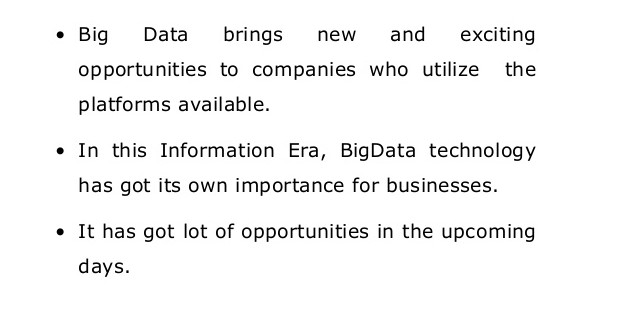 • Big Data brings new and exciting
opportunities to companies who utilize the
platforms available.
• In this Information Era, BigData technology
has got its own importance for businesses.
• It has got lot of opportunities in the upcoming
days.